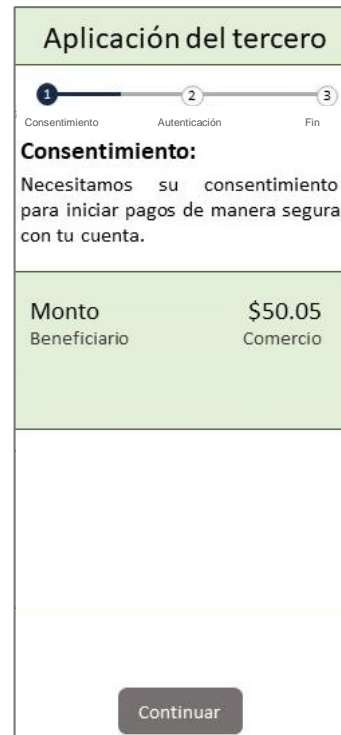 Aplicación del tercero
1 2 3
Consentimiento Autenticación Fin
Consentimiento:
Necesitamos su consentimiento
para iniciar pagos de manera segura
con tu cuenta.
Monto $50.05
Beneficiario Comercio
Continuar